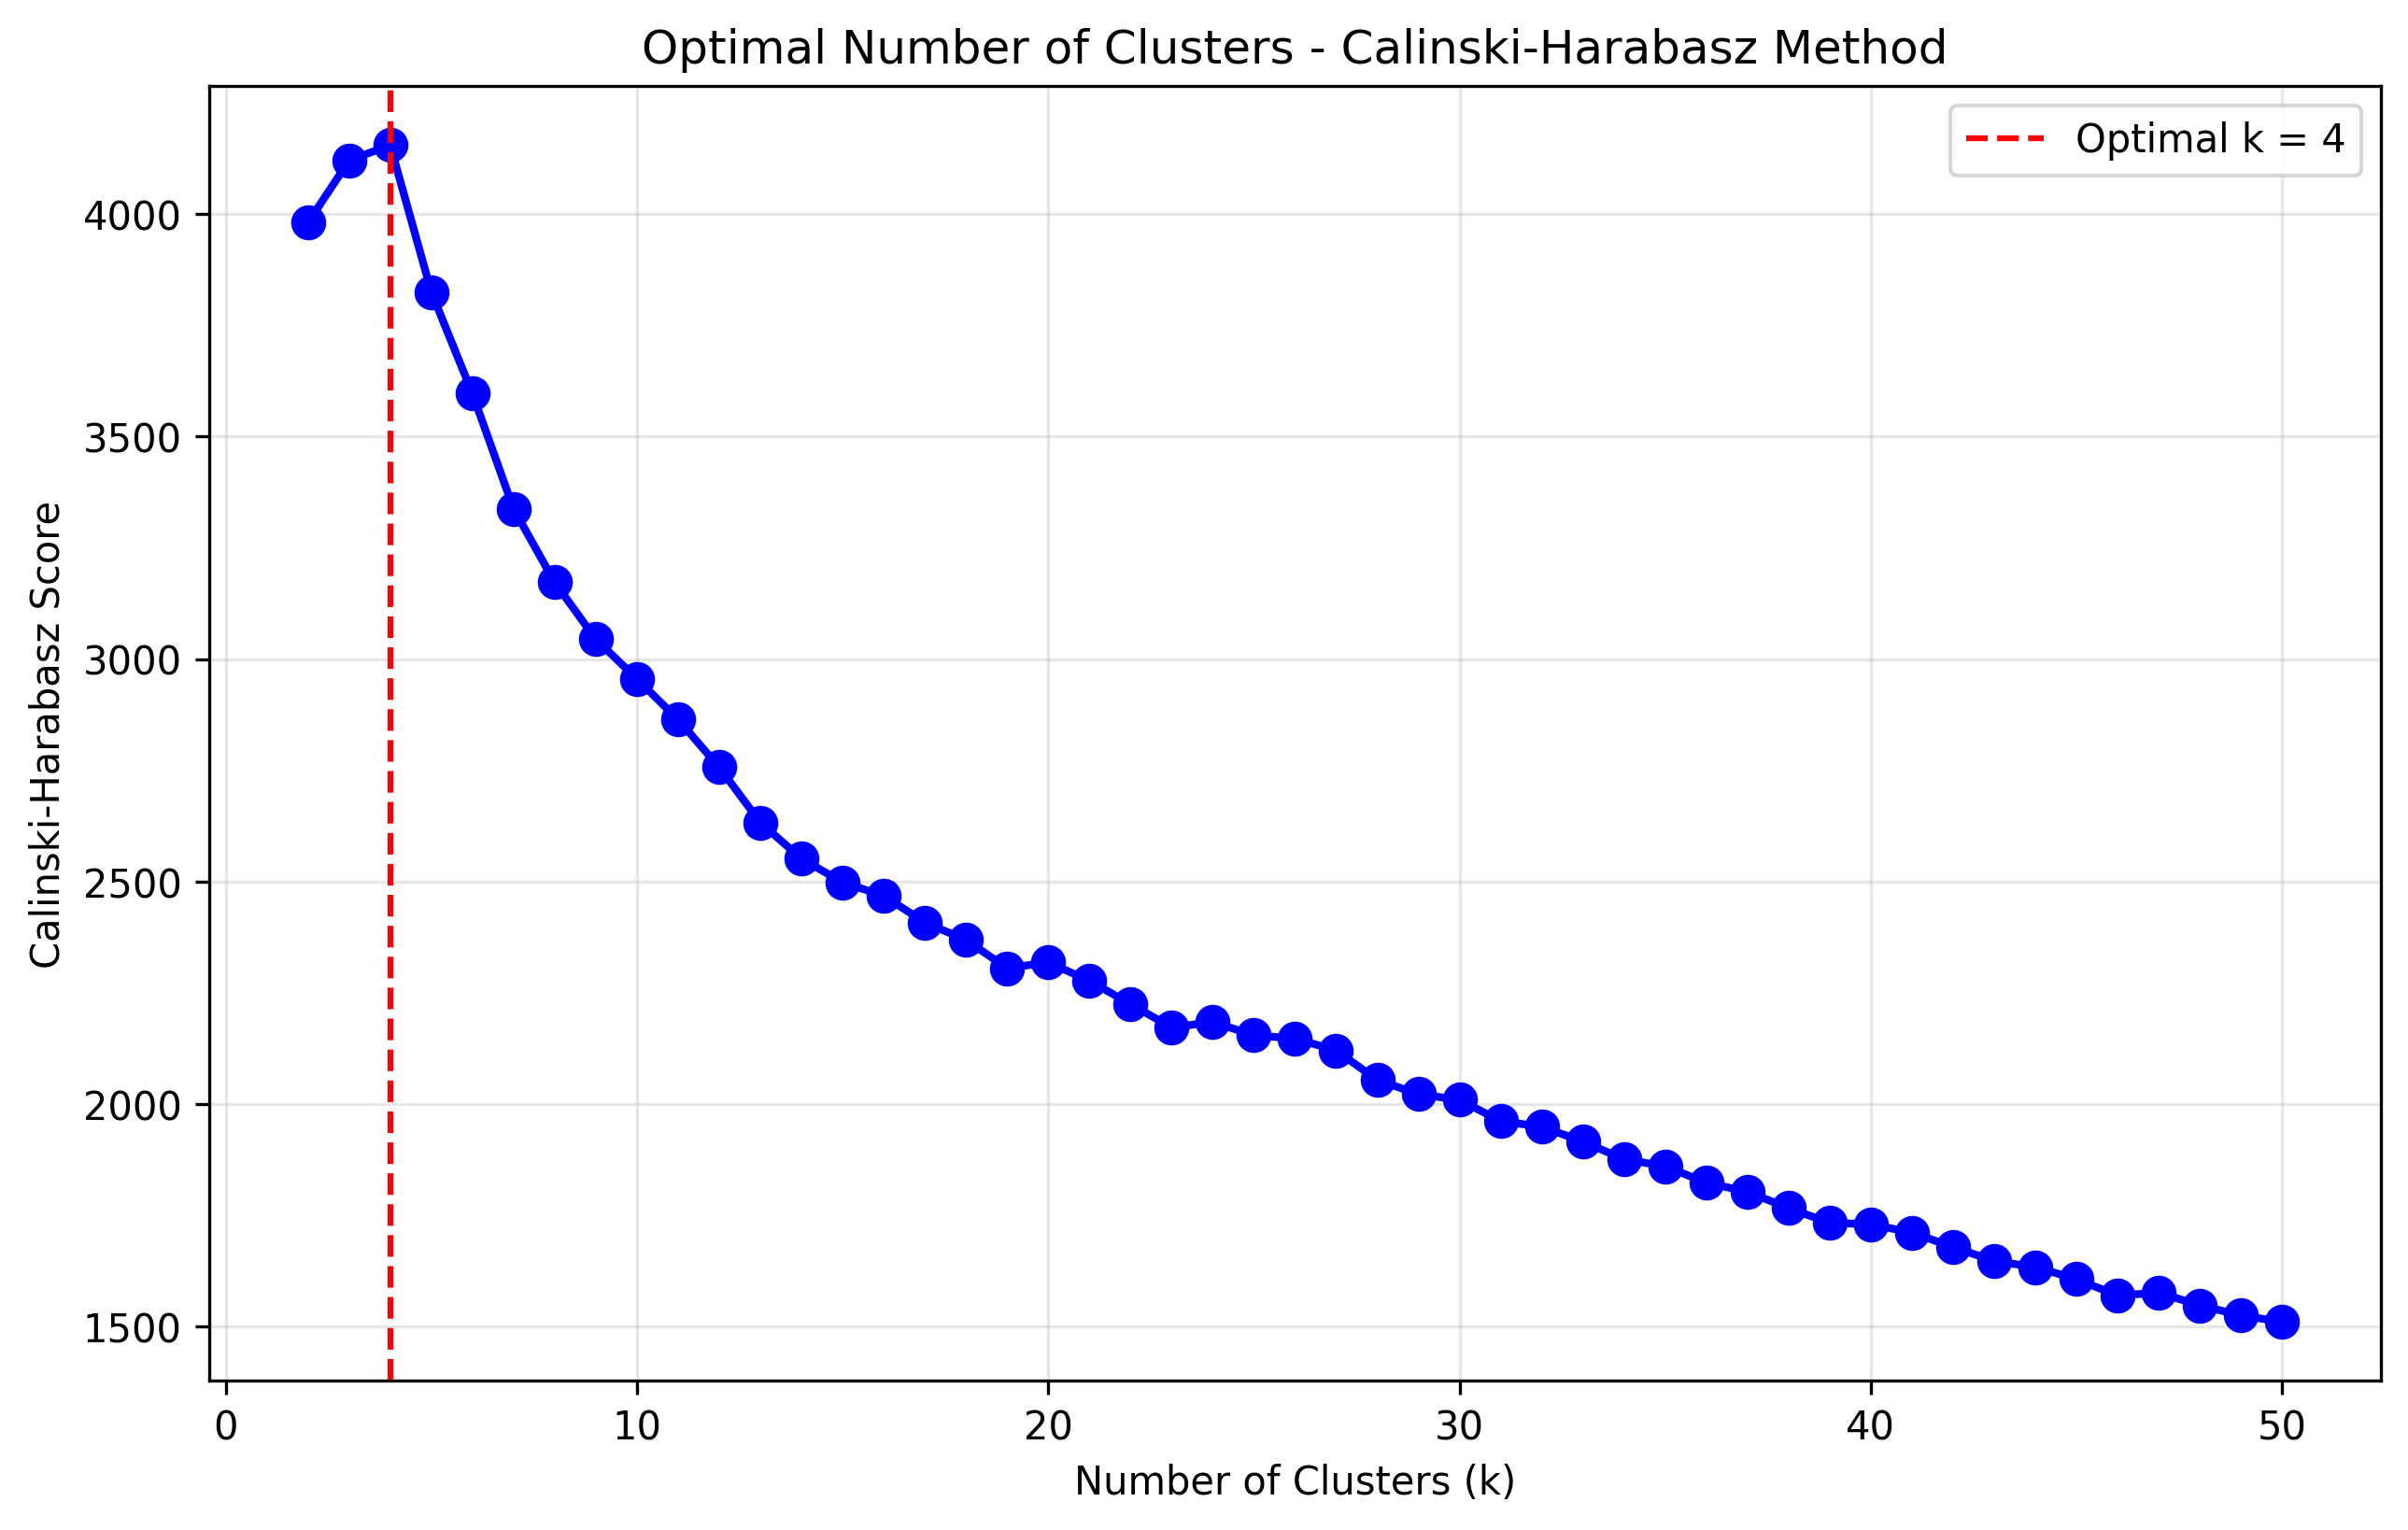 Optimal Number of Clusters - Calinski-Harabasz Method
Optimal k = 4
Calinski-Harabasz Score
4000
3500
3000
2500
2000
1500
0 10 20 30 40 50
Number of Clusters (k)